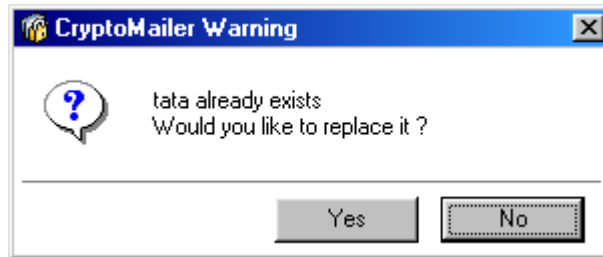 CryptoMailer Warning
tata already exists
Would you like to replace it ?
Yes No